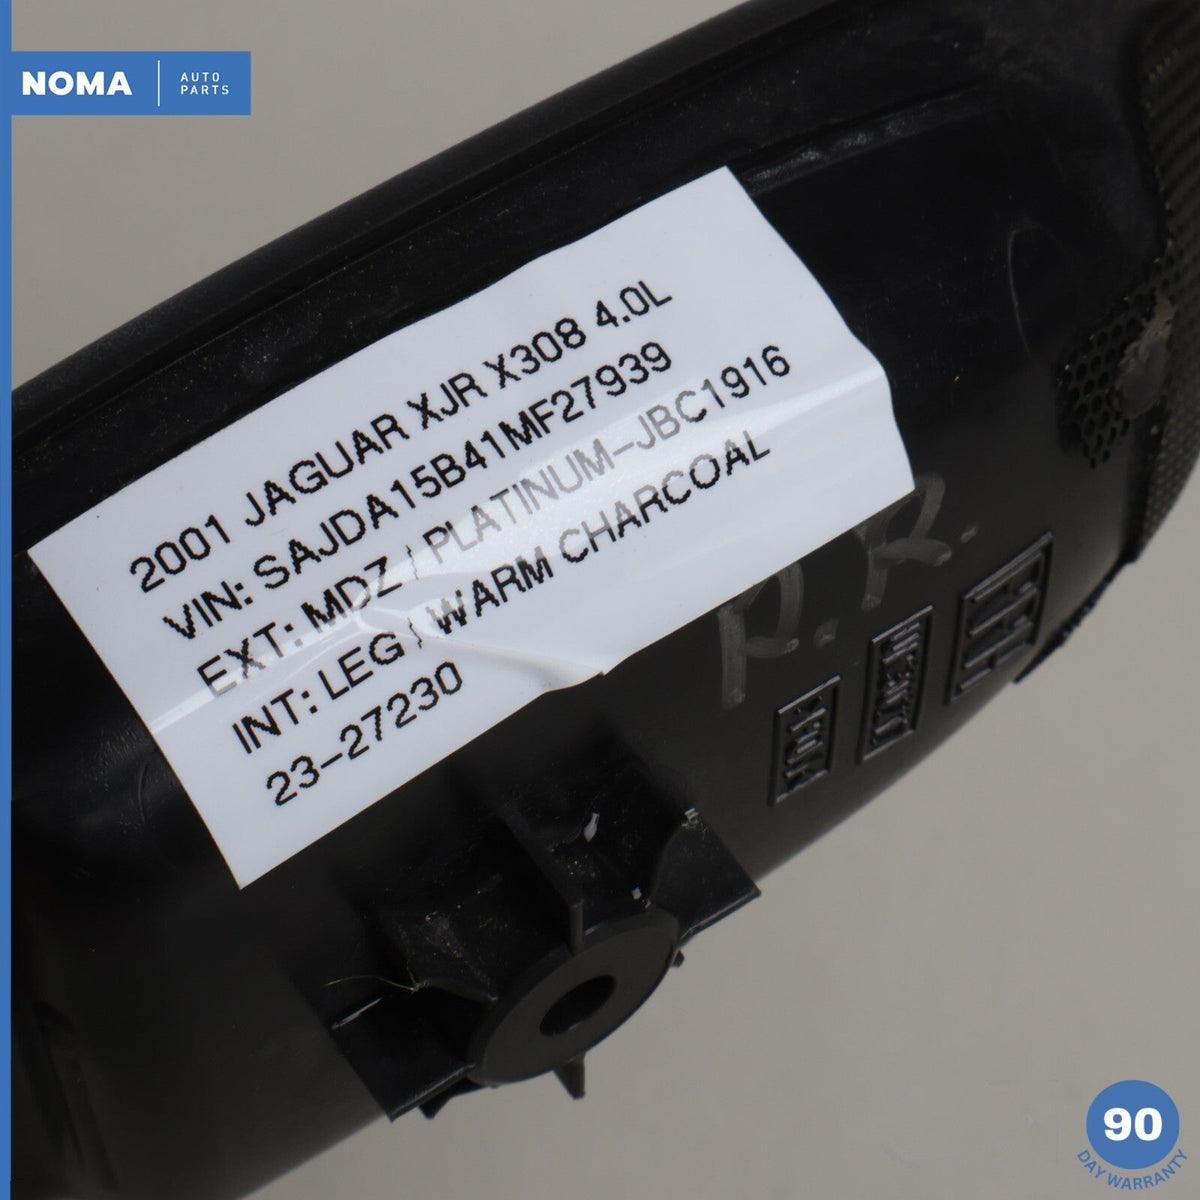 NOMA
AUTO
PARTS
2001 JAGUAR XJR X308 4.0L
VIN: SAJDA15B41MF27939
EXT: MDZ / PLATINUM-JBC1916
INT: LEG / WARM CHARCOAL
23-27230
R.R.
90
DAY WARRANTY